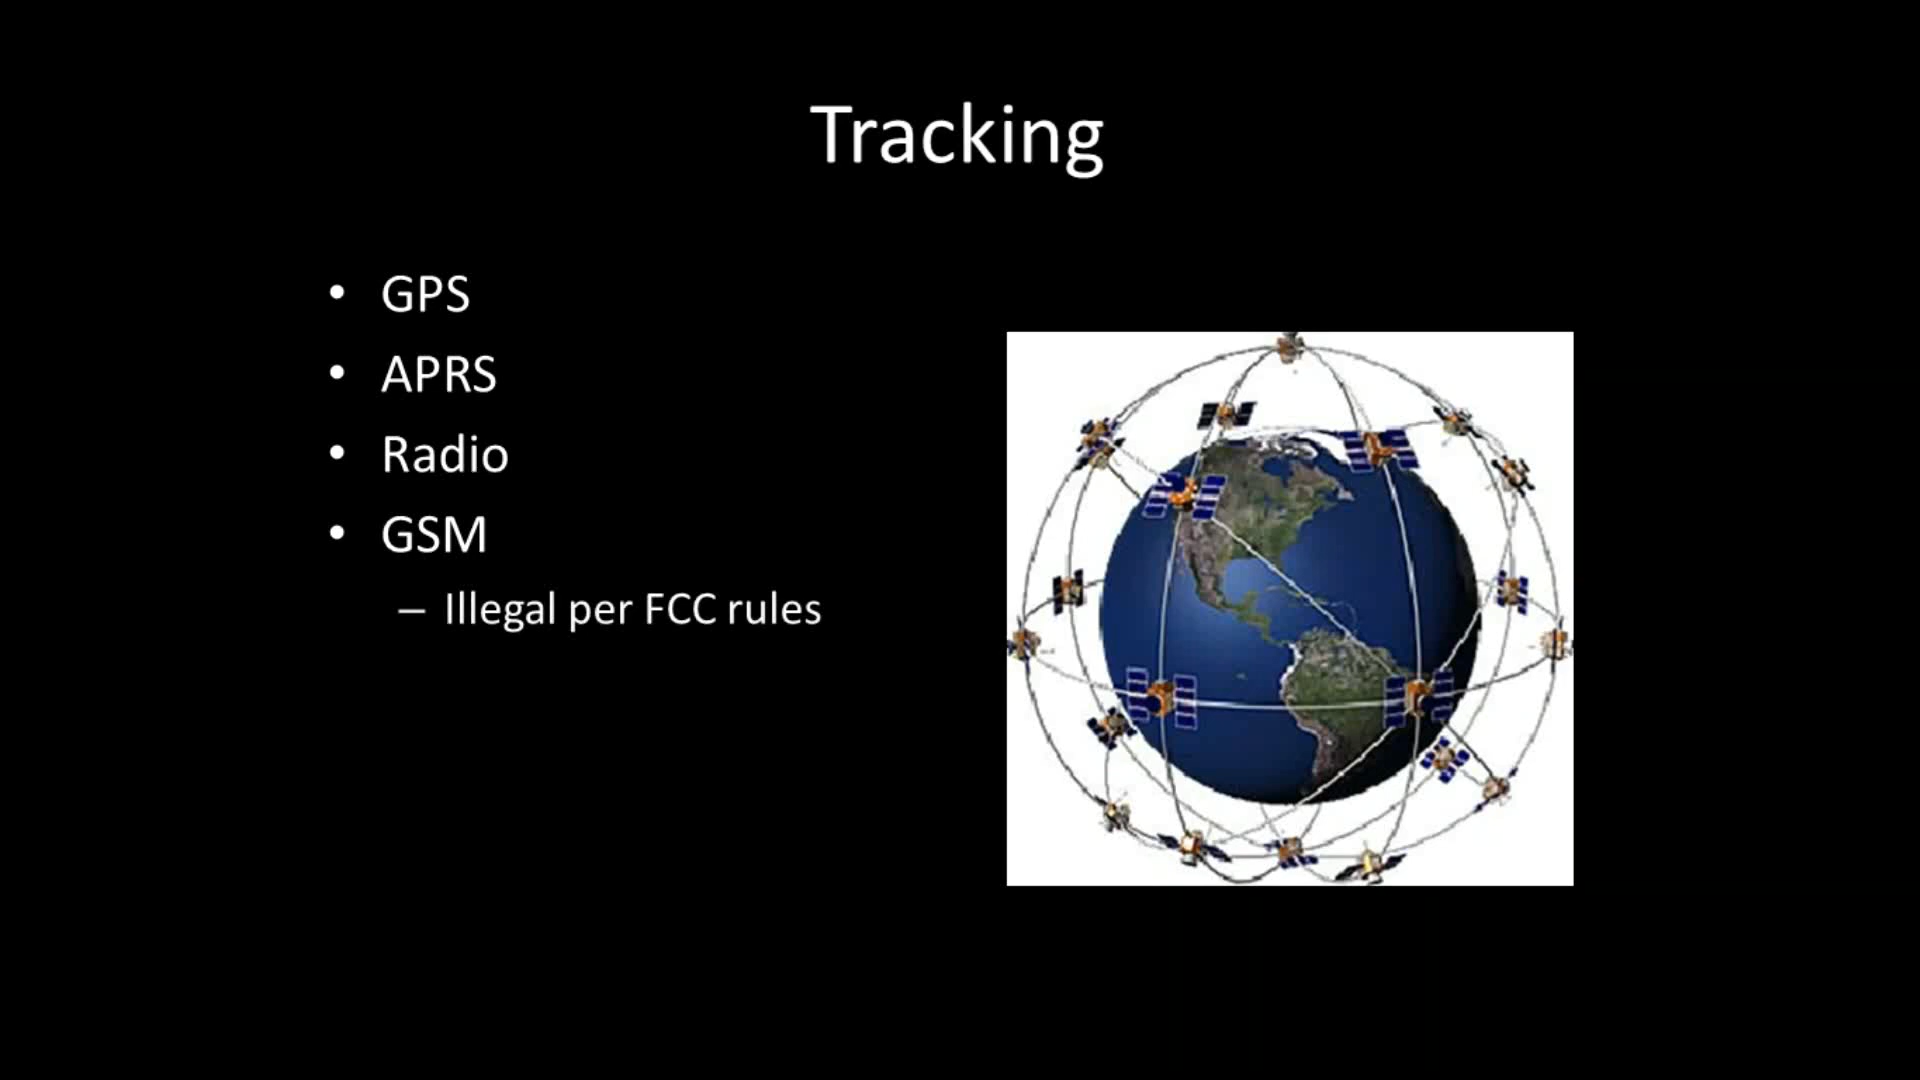 Tracking
• GPS
• APRS
• Radio
• GSM
– Illegal per FCC rules